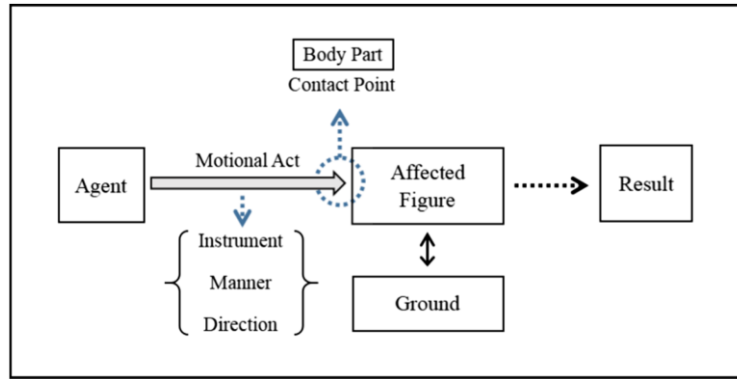 Body Part
Contact Point
Motional Act
Agent
Affected
Figure
Result
Instrument
Manner
Direction
Ground